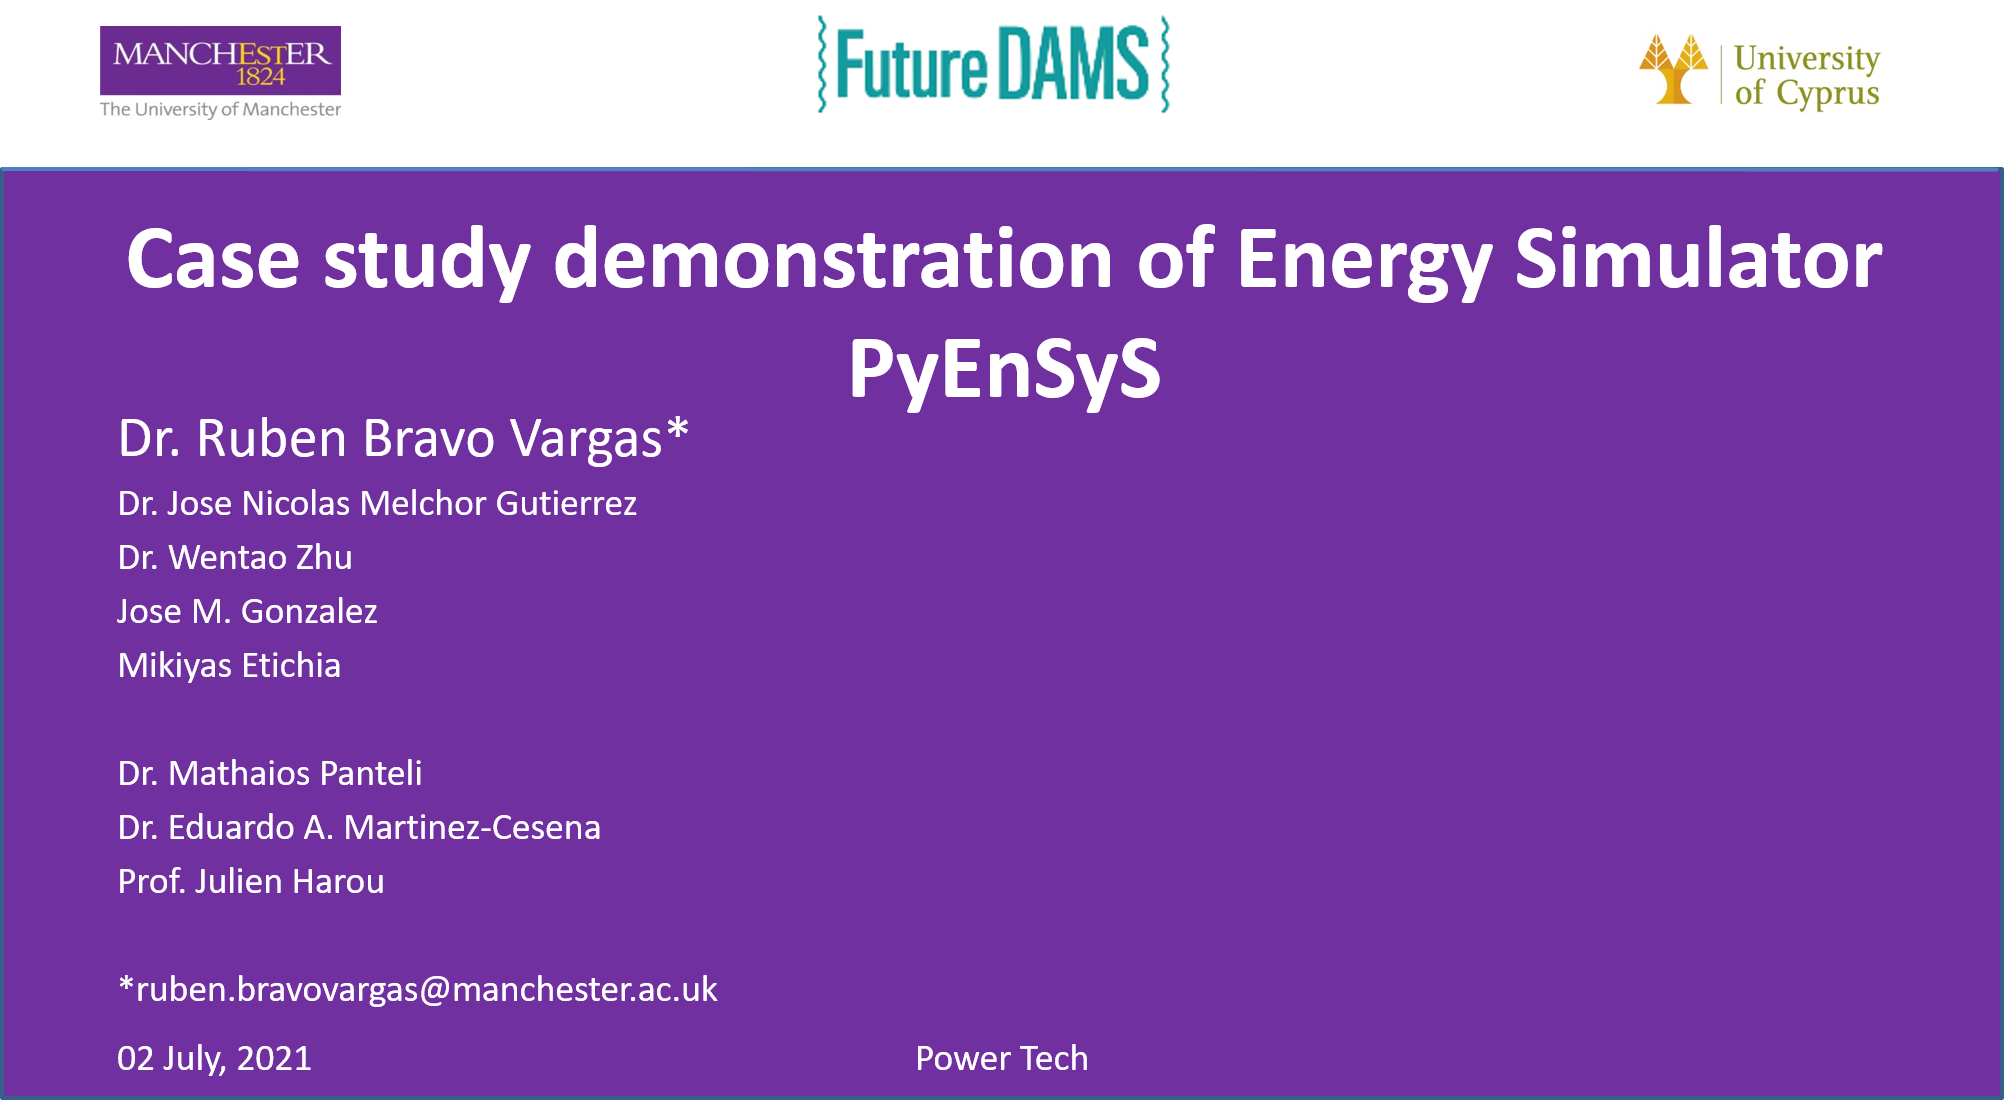 MANCHESTER
1824
The University of Manchester
Future DAMS
University
of Cyprus
Case study demonstration of Energy Simulator
PyEnSyS
Dr. Ruben Bravo Vargas*
Dr. Jose Nicolas Melchor Gutierrez
Dr. Wentao Zhu
Jose M. Gonzalez
Mikiyas Etichia
Dr. Mathaios Panteli
Dr. Eduardo A. Martinez-Cesena
Prof. Julien Harou
*ruben.bravovargas@manchester.ac.uk
02 July, 2021
Power Tech